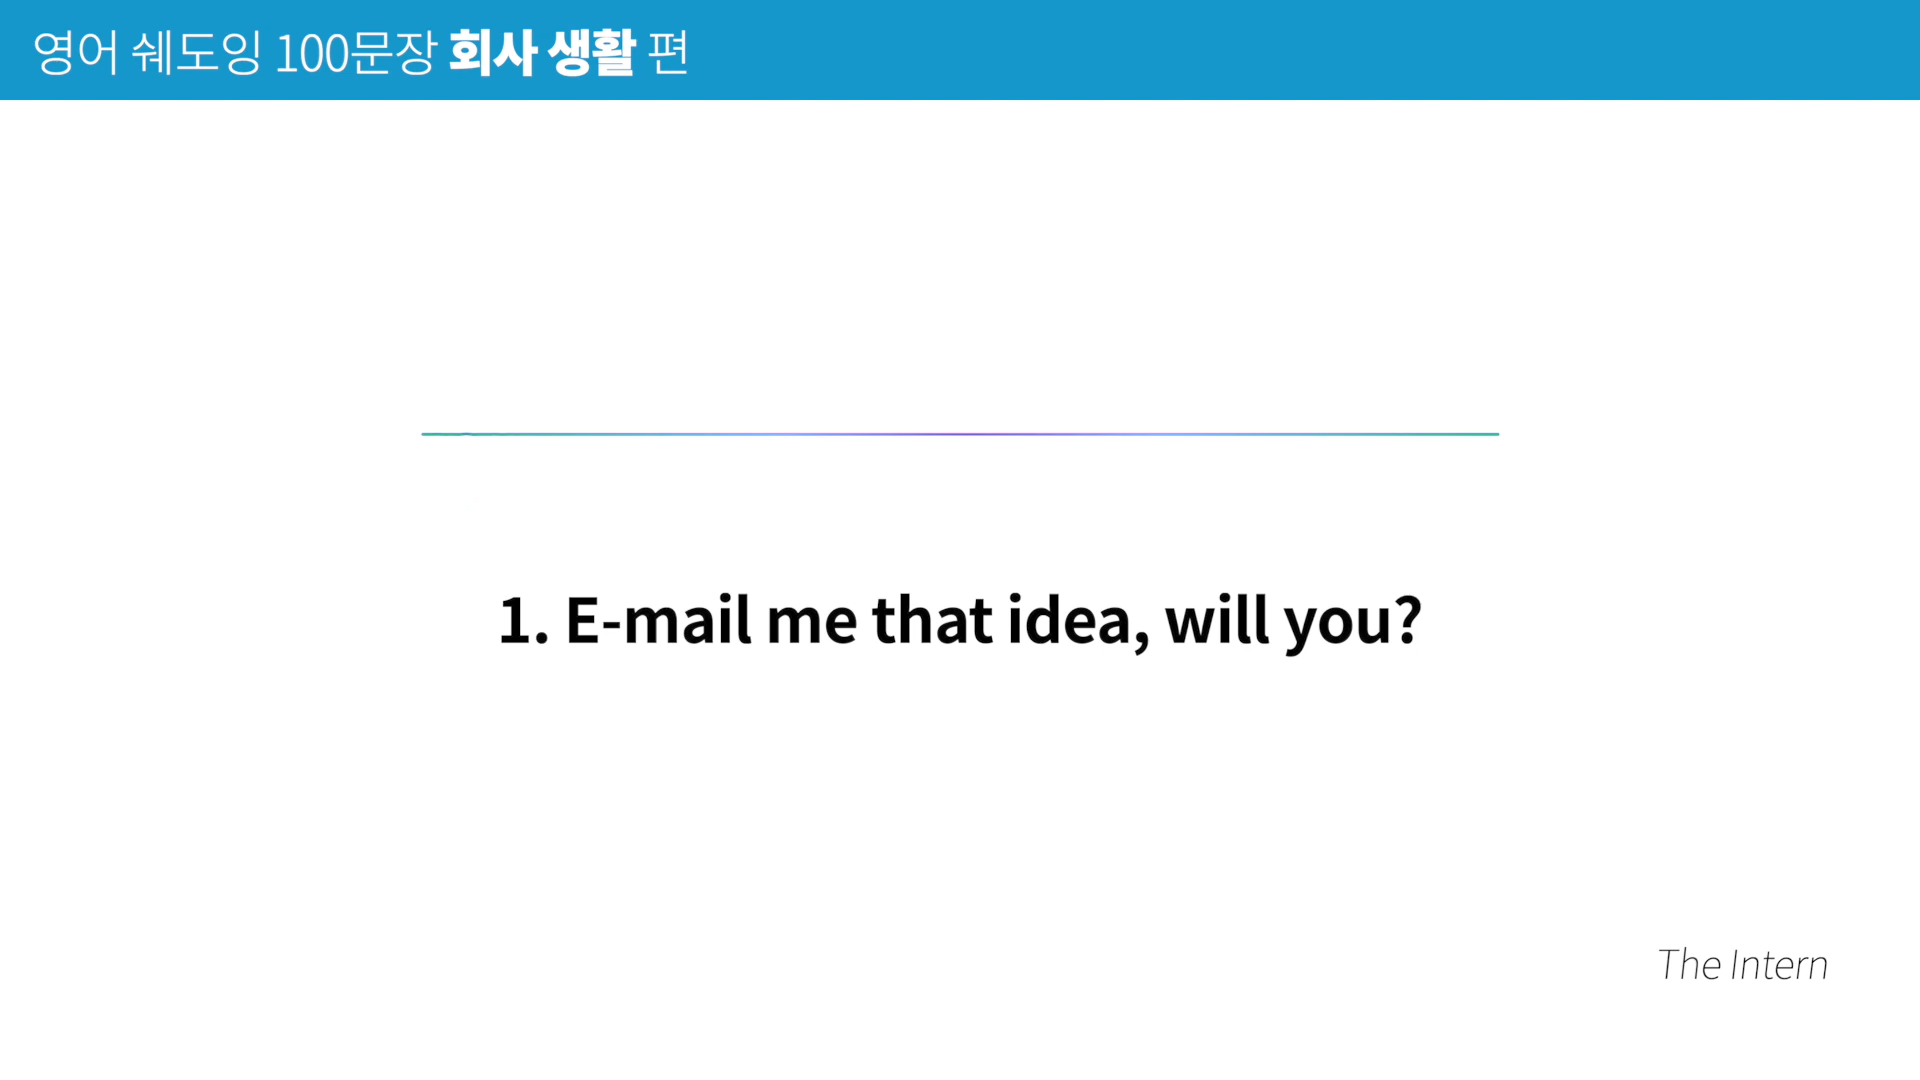 영어 쉐도잉 100문장 회사 생활 편
1. E-mail me that idea, will you?
The Intern